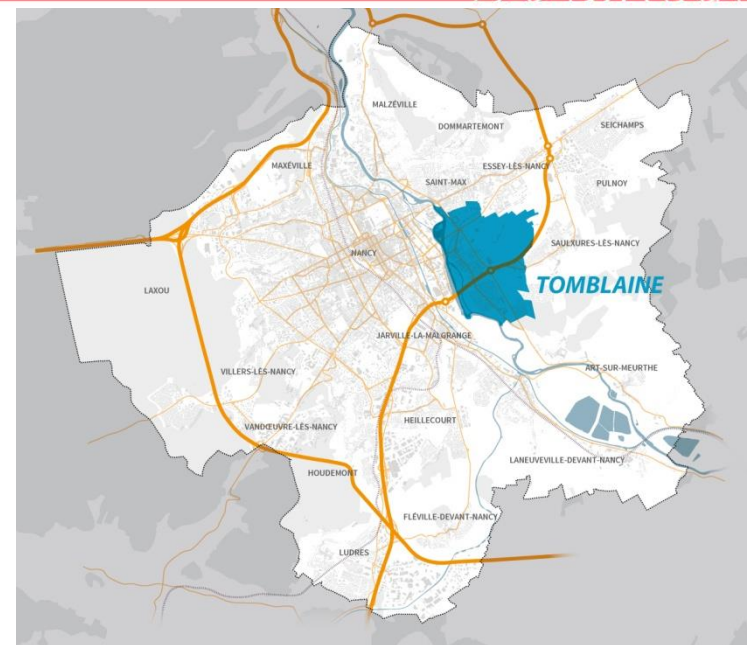 MALZÉVILLE
DOMMARTEMONT
SEICHAMPS
MAXÉVILLE
ESSEY-LÈS-NANCY
SAINT-MAX
PULNOY
NANCY
SAULXURES-LÈS-NANCY
LAXOU
TOMBLAINE
JARVILLE-LA-MALGRANGE
VILLERS-LÈS-NANCY
ART-SUR-MEURTHE
HEILLECOURT
VANDŒUVRE-LÈS-NANCY
LANEUVEVILLE-DEVANT-NANCY
HOUDEMONT
FLÉVILLE-DEVANT-NANCY
LUDRES